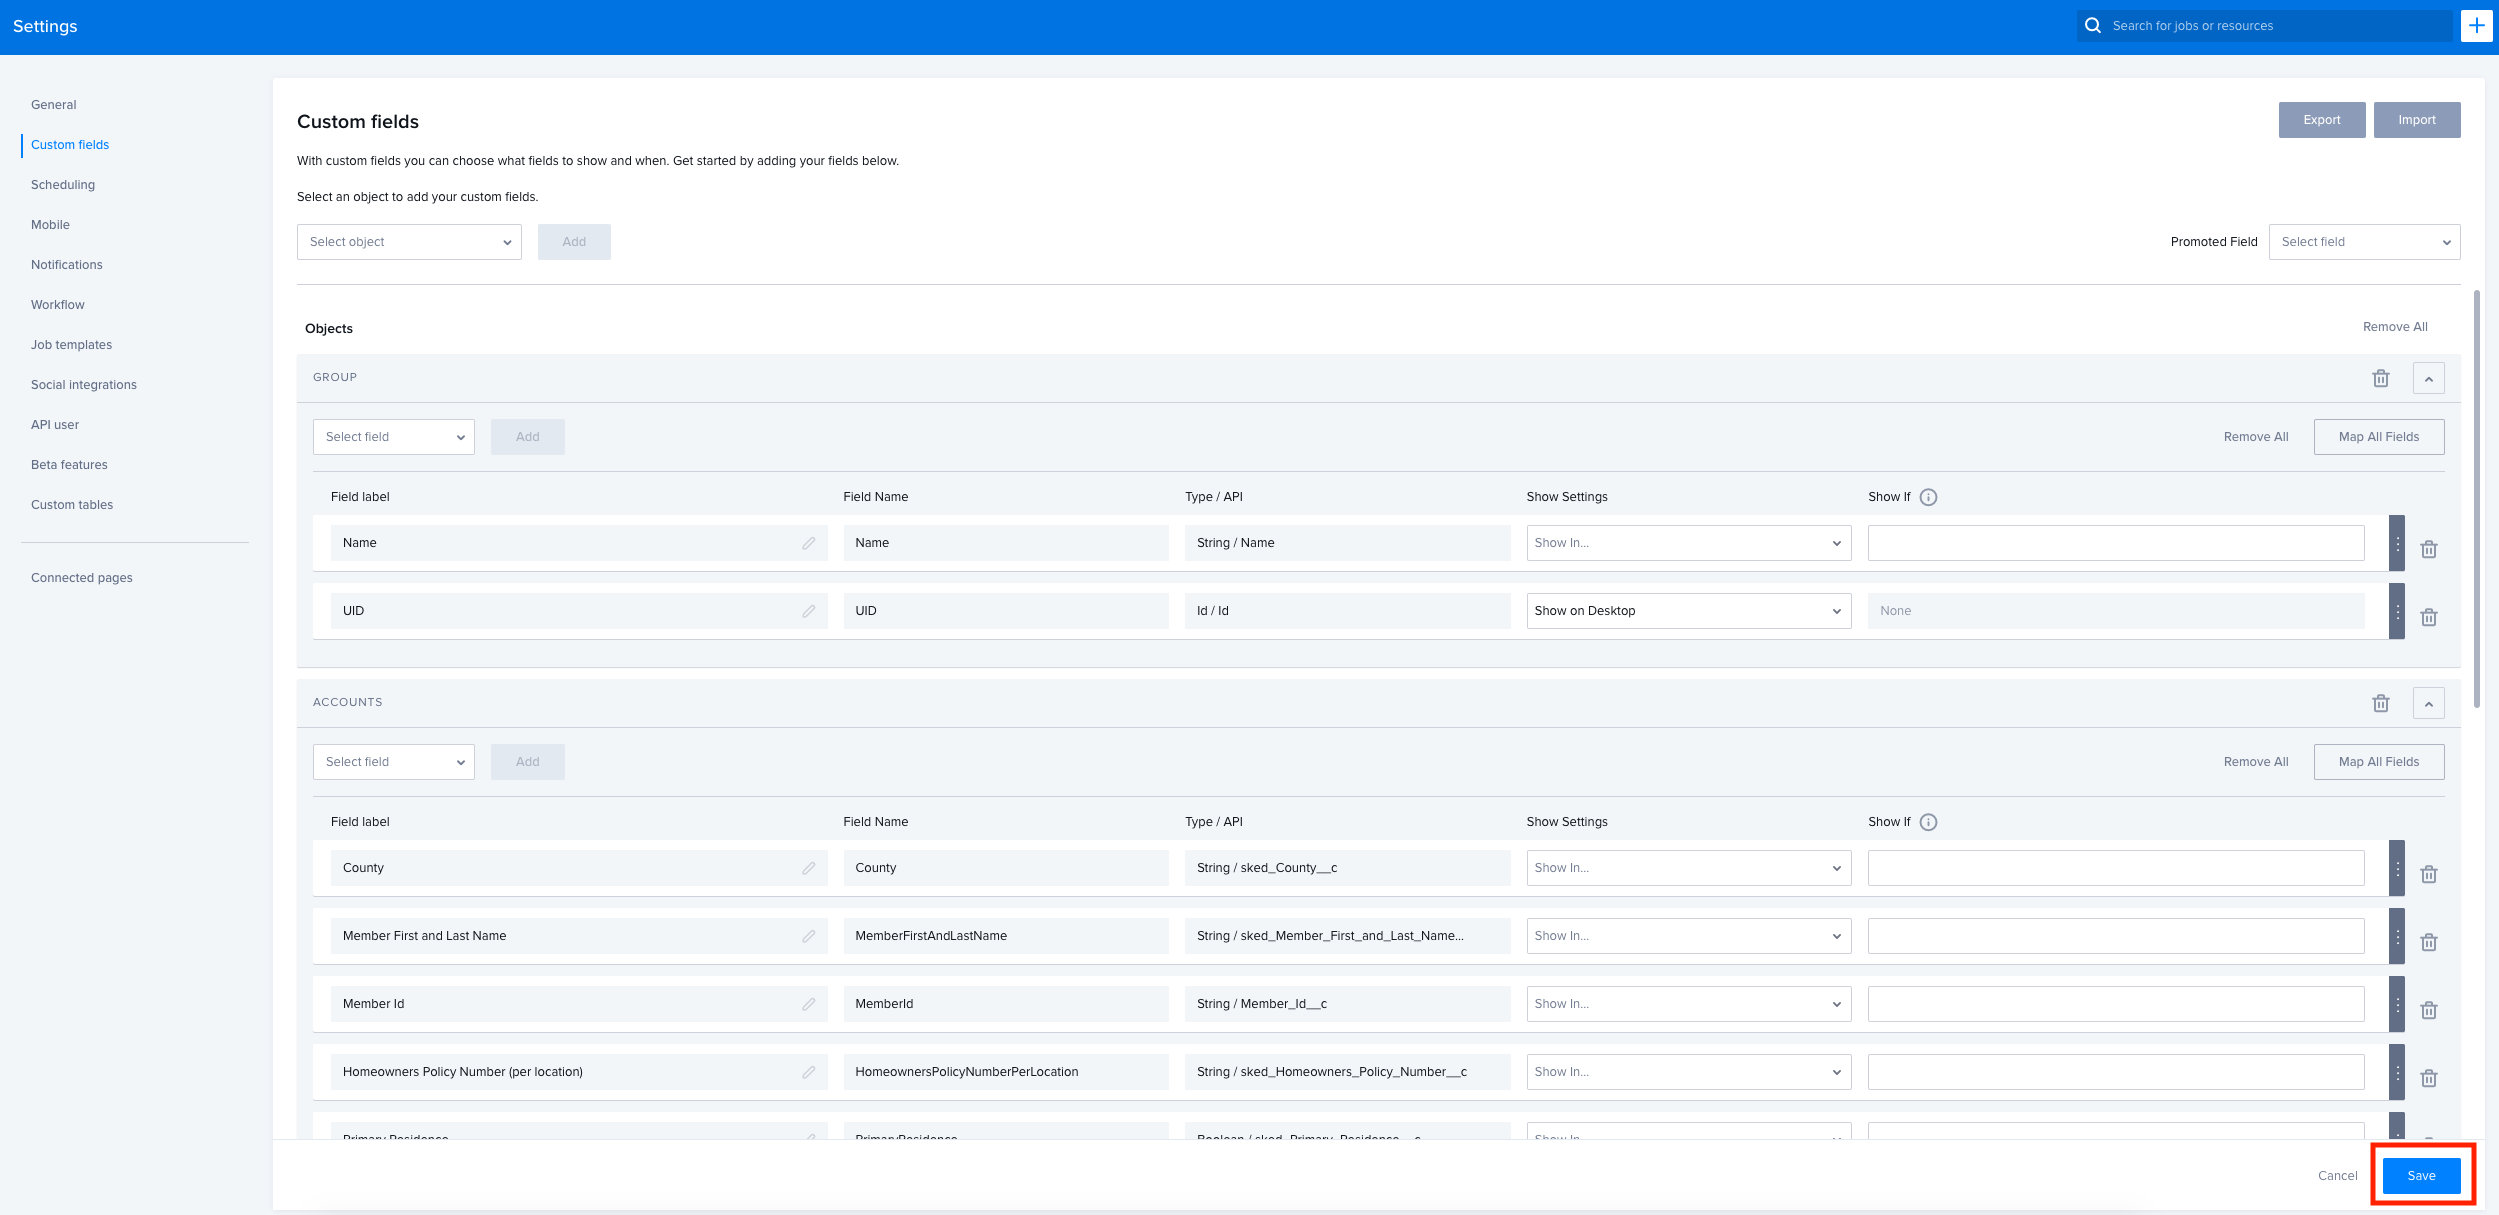 Settings
Search for jobs or resources
General
Custom fields
Scheduling
Mobile
Notifications
Workflow
Job templates
Social integrations
API user
Beta features
Custom tables
Connected pages
Custom fields
Export Import
With custom fields you can choose what fields to show and when. Get started by adding your fields below.
Select an object to add your custom fields.
Select object Add Promoted Field Select field
Objects Remove All
GROUP
Select field Add Remove All Map All Fields
Field label Field Name Type / API Show Settings Show If
Name Name String / Name Show In...
UID UID Id / Id Show on Desktop None
ACCOUNTS
Select field Add Remove All Map All Fields
Field label Field Name Type / API Show Settings Show If
County County String / sked_County__c Show In...
Member First and Last Name MemberFirstAndLastName String / sked_Member_First_and_Last_Name... Show In...
Member Id MemberId String / Member_Id__c Show In...
Homeowners Policy Number (per location) HomeownersPolicyNumberPerLocation String / sked_Homeowners_Policy_Number__c Show In...
Primary Residence PrimaryResidence Boolean / sked_Primary_Residence__c Show In...
Cancel Save